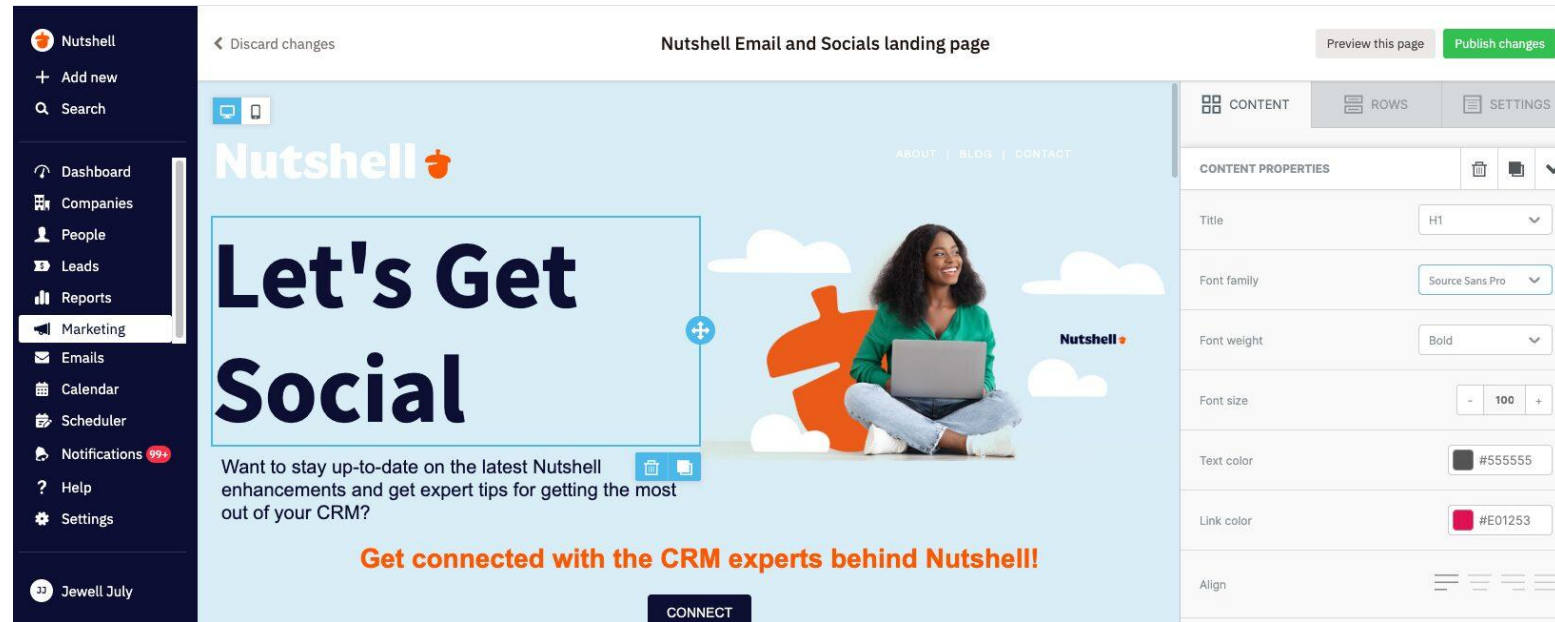 Nutshell
Add new
Search
Dashboard
Companies
People
Leads
Reports
Marketing
Emails
Calendar
Scheduler
Notifications 99+
Help
Settings
JJ Jewell July
Discard changes
Nutshell Email and Socials landing page
Preview this page
Publish changes
Nutshell
ABOUT | BLOG | CONTACT
Let's Get
Social
Nutshell
Want to stay up-to-date on the latest Nutshell
enhancements and get expert tips for getting the most
out of your CRM?
Get connected with the CRM experts behind Nutshell!
CONNECT
CONTENT
ROWS
SETTINGS
CONTENT PROPERTIES
Title H1
Font family Source Sans Pro
Font weight Bold
Font size - 100 +
Text color #555555
Link color #E01253
Align